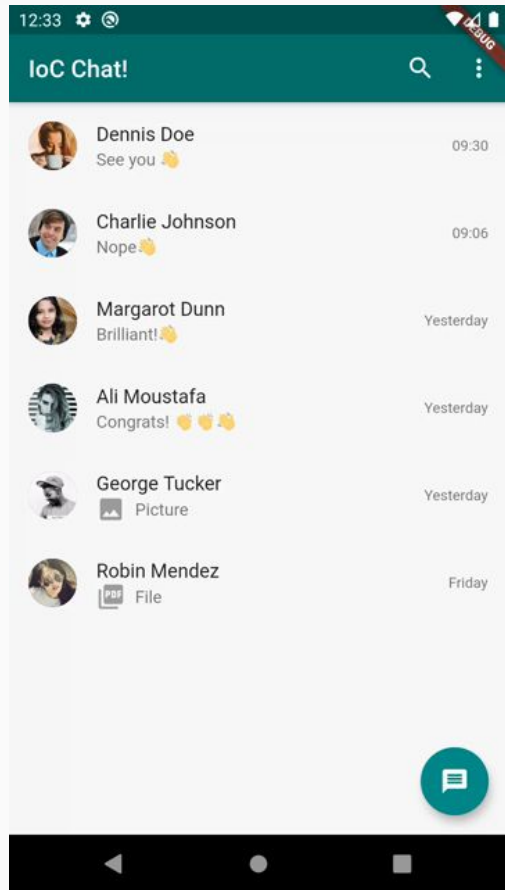 12:33
DEBUG
IoC Chat!
Dennis Doe
See you 👋
09:30
Charlie Johnson
Nope👋
09:06
Margarot Dunn
Brilliant!👋
Yesterday
Ali Moustafa
Congrats! 👏👏👋
Yesterday
George Tucker
Picture
Yesterday
Robin Mendez
PDF File
Friday